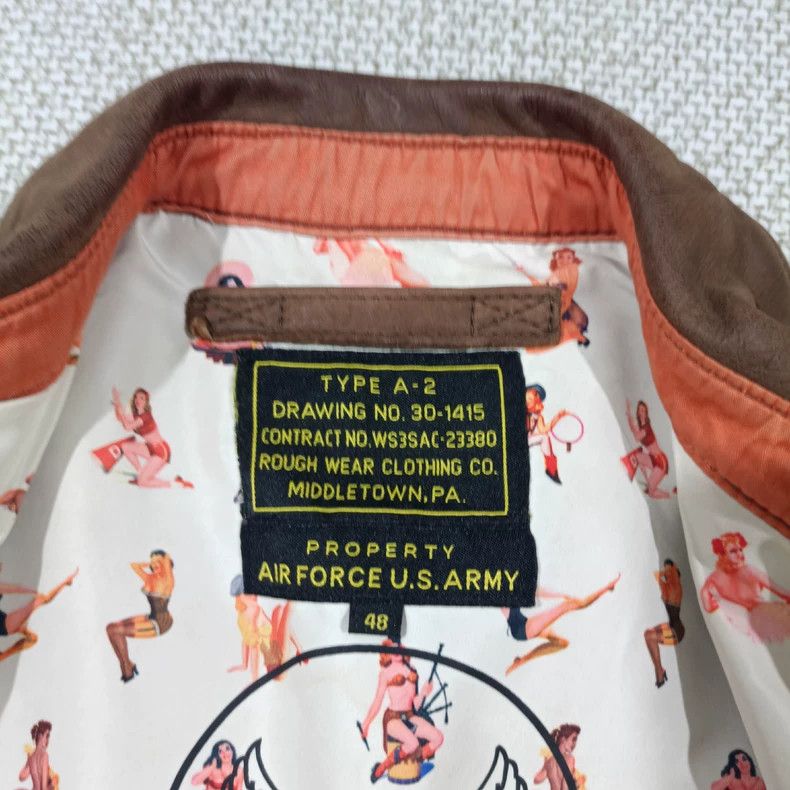 TYPE A-2
DRAWING NO. 30-1415
CONTRACT NO. WS3SAC-23380
ROUGH WEAR CLOTHING CO.
MIDDLETOWN, PA.
PROPERTY
AIR FORCE U.S. ARMY
48
D